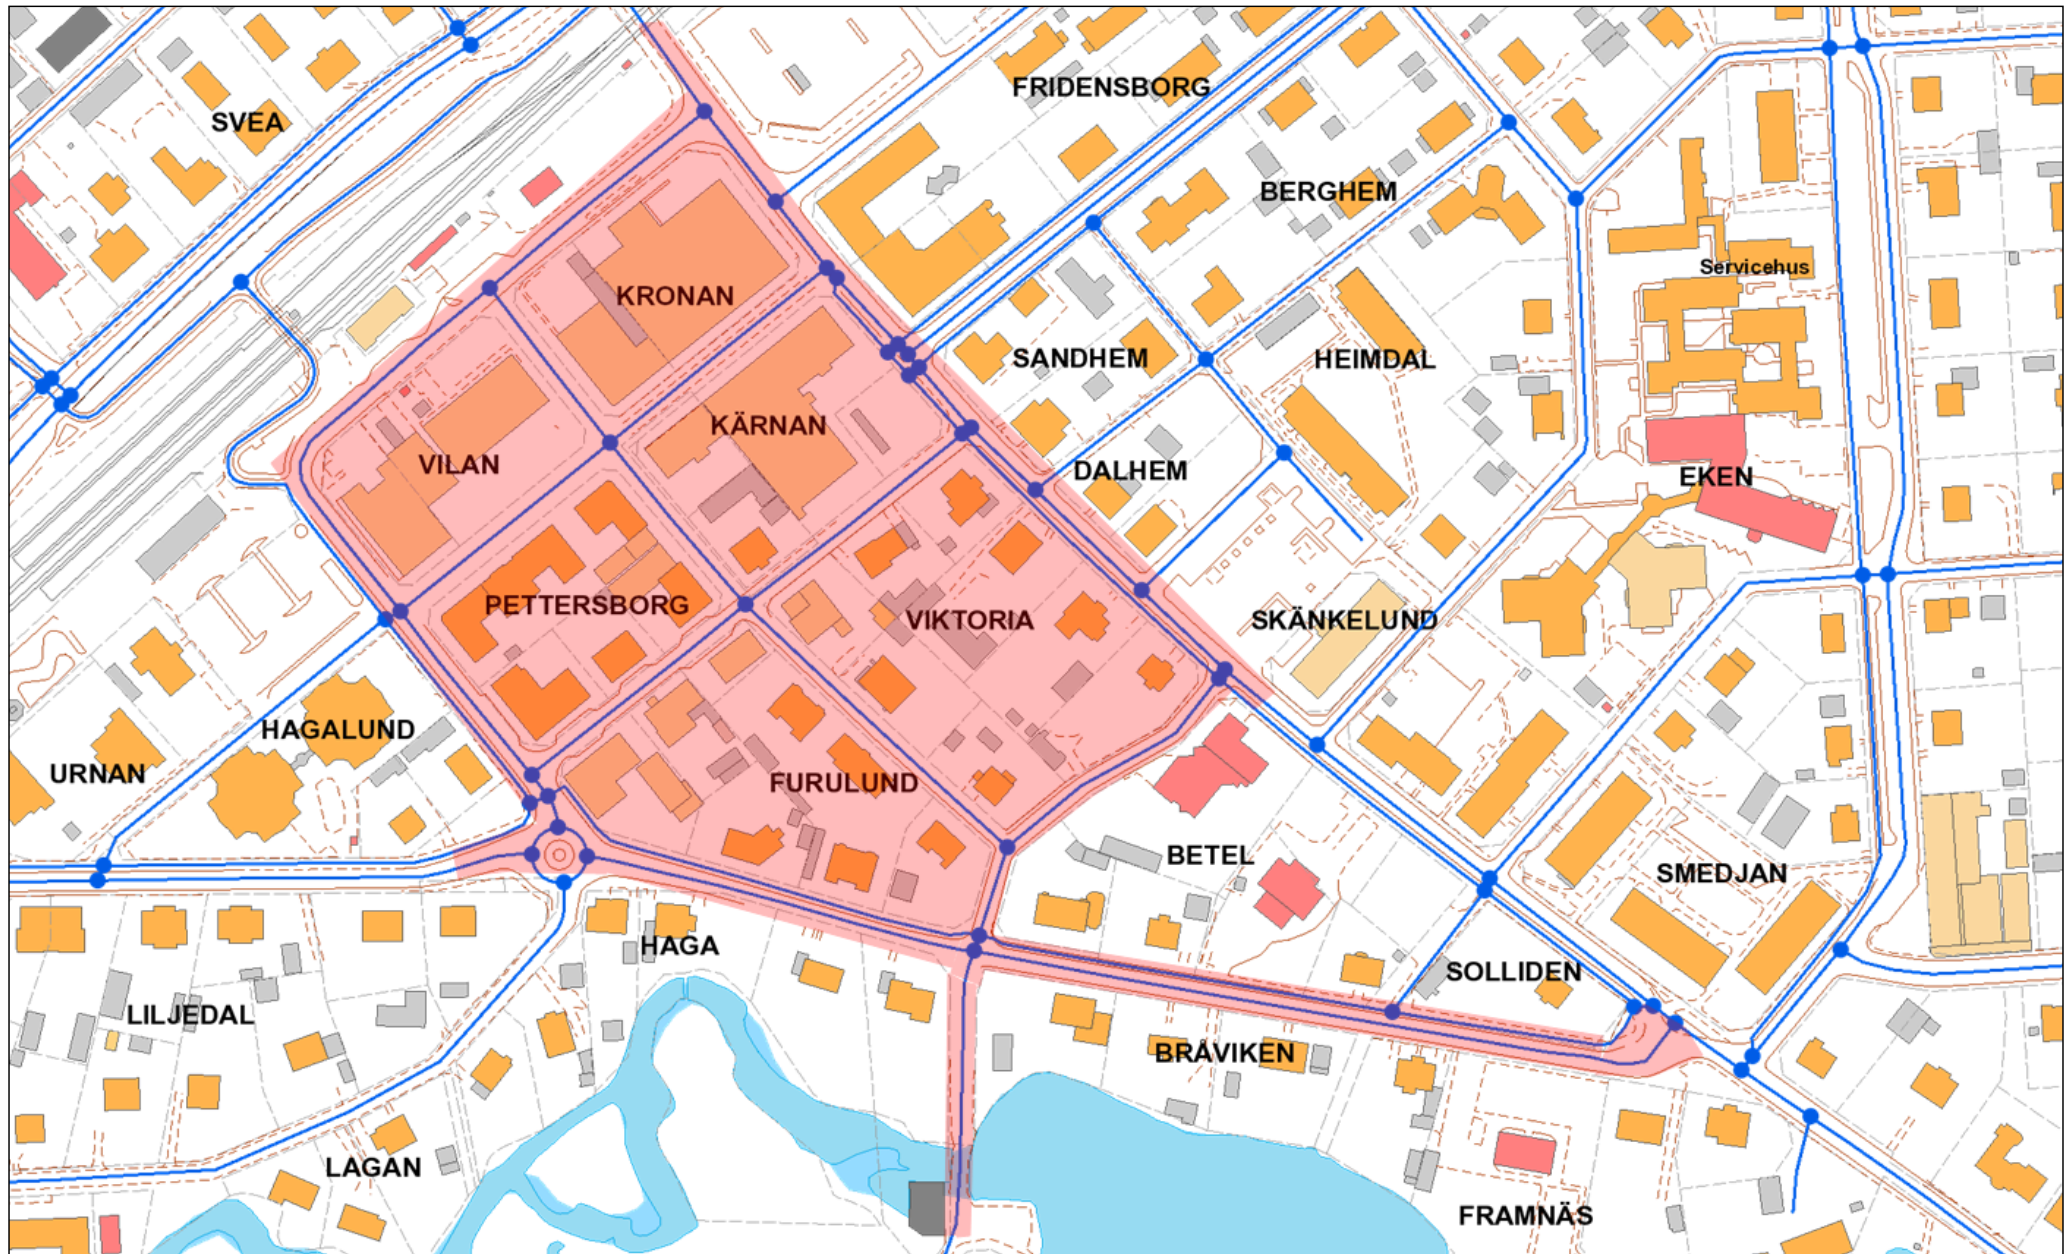 FRIDENSBORG
SVEA
BERGHEM
Servicehus
KRONAN
SANDHEM
HEIMDAL
KÄRNAN
VILAN
DALHEM
EKEN
PETTERSBORG
VIKTORIA
SKÄNKELUND
HAGALUND
URNAN
FURULUND
BETEL
SMEDJAN
HAGA
SOLLIDEN
LILJEDAL
BRÅVIKEN
LAGAN
FRAMNÄS